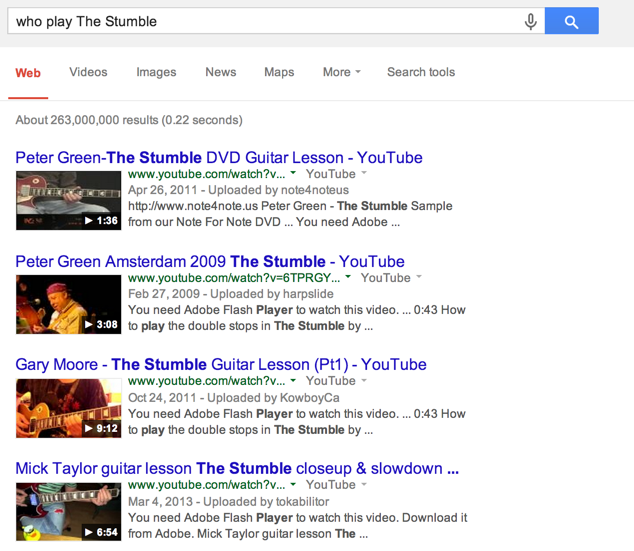 who play The Stumble
Web Videos Images News Maps More Search tools
About 263,000,000 results (0.22 seconds)
Peter Green-The Stumble DVD Guitar Lesson - YouTube
www.youtube.com/watch?v... YouTube
Apr 26, 2011 - Uploaded by note4noteus
http://www.note4note.us Peter Green - The Stumble Sample
from our Note For Note DVD ... You need Adobe ...
1:36
Peter Green Amsterdam 2009 The Stumble - YouTube
www.youtube.com/watch?v=6TPRGY... YouTube
Feb 27, 2009 - Uploaded by harpslide
You need Adobe Flash Player to watch this video. ... 0:43 How
to play the double stops in The Stumble by ...
3:08
Gary Moore - The Stumble Guitar Lesson (Pt1) - YouTube
www.youtube.com/watch?v... YouTube
Oct 24, 2011 - Uploaded by KowboyCa
You need Adobe Flash Player to watch this video. ... 0:43 How
to play the double stops in The Stumble by ...
9:12
Mick Taylor guitar lesson The Stumble closeup & slowdown ...
www.youtube.com/watch?v... YouTube
Mar 4, 2013 - Uploaded by tokabilitor
You need Adobe Flash Player to watch this video. Download it
from Adobe. Mick Taylor guitar lesson The ...
6:54